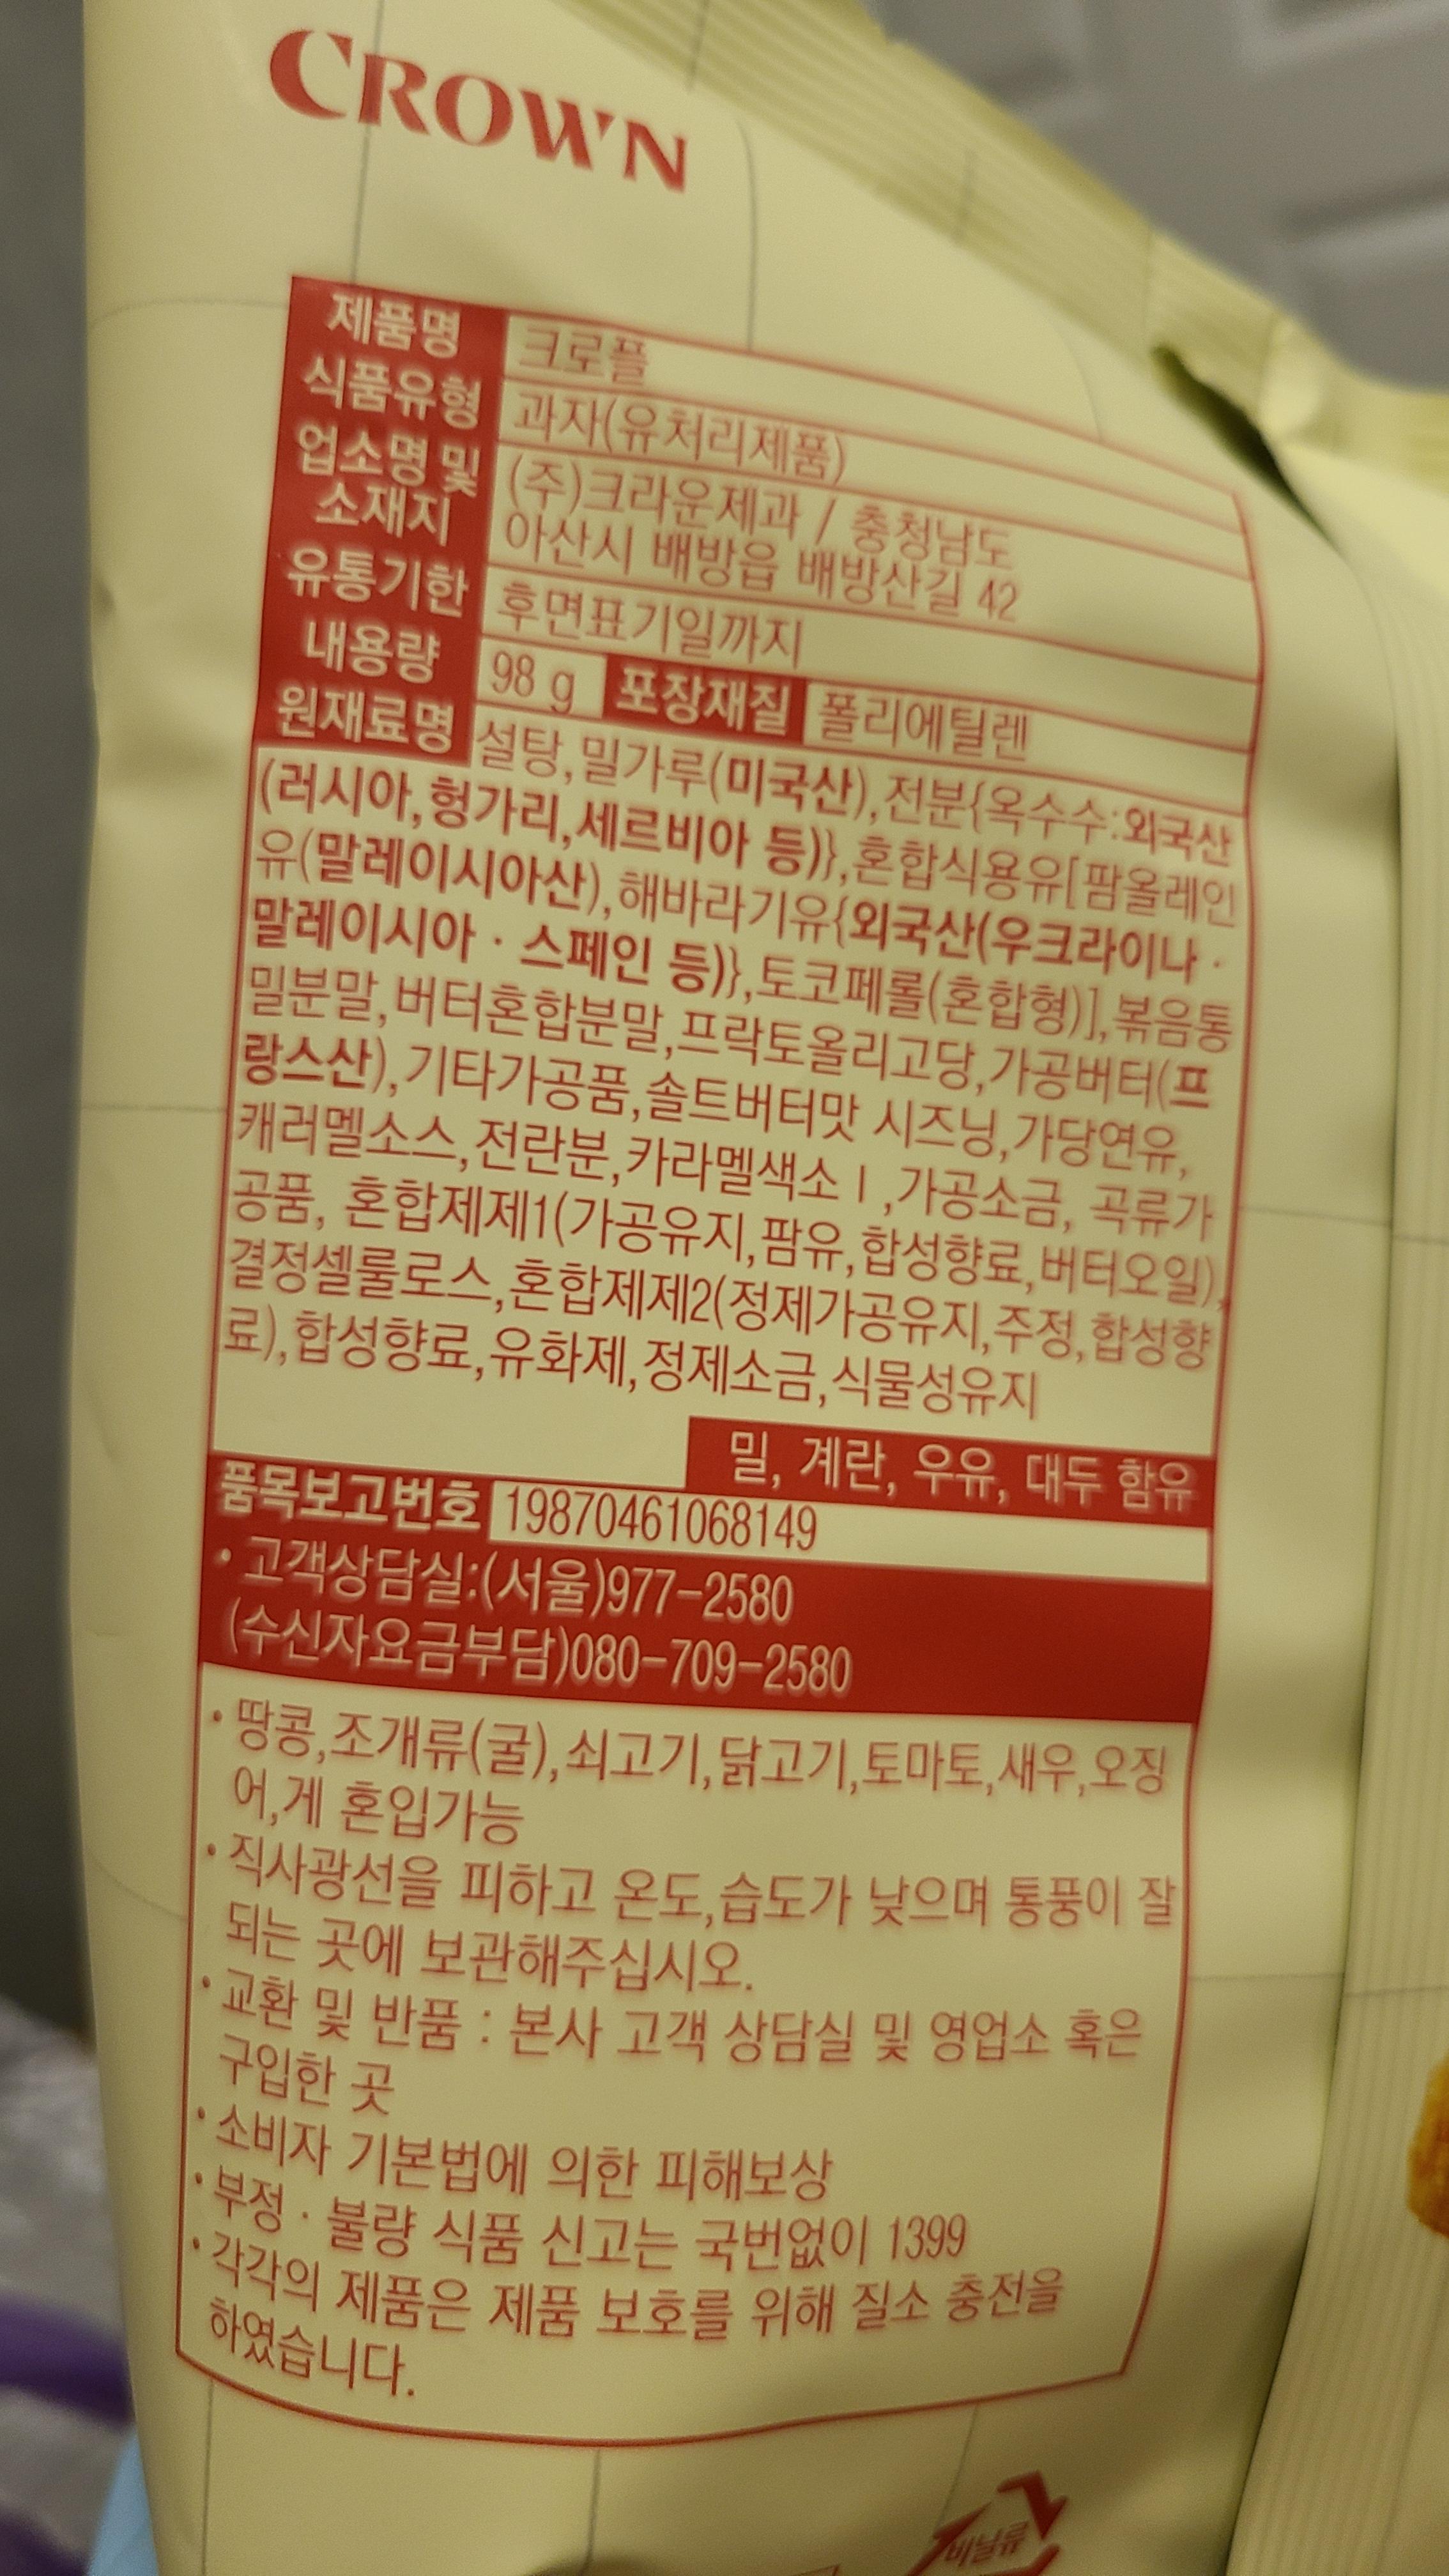 CROWN
제품명 크로플
식품유형 과자(유처리제품)
업소명 및 소재지 (주)크라운제과 / 충청남도
아산시 배방읍 배방산길 42
유통기한 후면표기일까지
내용량 98 g 포장재질 폴리에틸렌
원재료명 설탕,밀가루(미국산),전분{옥수수:외국산
(러시아,헝가리,세르비아 등)},혼합식용유[팜올레인
유(말레이시아산),해바라기유{외국산(우크라이나 ·
말레이시아 · 스페인 등)},토코페롤(혼합형)],볶음통
밀분말,버터혼합분말,프락토올리고당,가공버터(프
랑스산),기타가공품,솔트버터맛 시즈닝,가당연유,
캐러멜소스,전란분,카라멜색소Ⅰ,가공소금, 곡류가
공품, 혼합제제1(가공유지,팜유,합성향료,버터오일),
결정셀룰로스,혼합제제2(정제가공유지,주정,합성향
료),합성향료,유화제,정제소금,식물성유지
밀, 계란, 우유, 대두 함유
품목보고번호 19870461068149
· 고객상담실:(서울)977-2580
(수신자요금부담)080-709-2580
· 땅콩,조개류(굴),쇠고기,닭고기,토마토,새우,오징
어,게 혼입가능
· 직사광선을 피하고 온도,습도가 낮으며 통풍이 잘
되는 곳에 보관해주십시오.
· 교환 및 반품 : 본사 고객 상담실 및 영업소 혹은
구입한 곳
· 소비자 기본법에 의한 피해보상
· 부정 · 불량 식품 신고는 국번없이 1399
· 각각의 제품은 제품 보호를 위해 질소 충전을
하였습니다.
비닐류